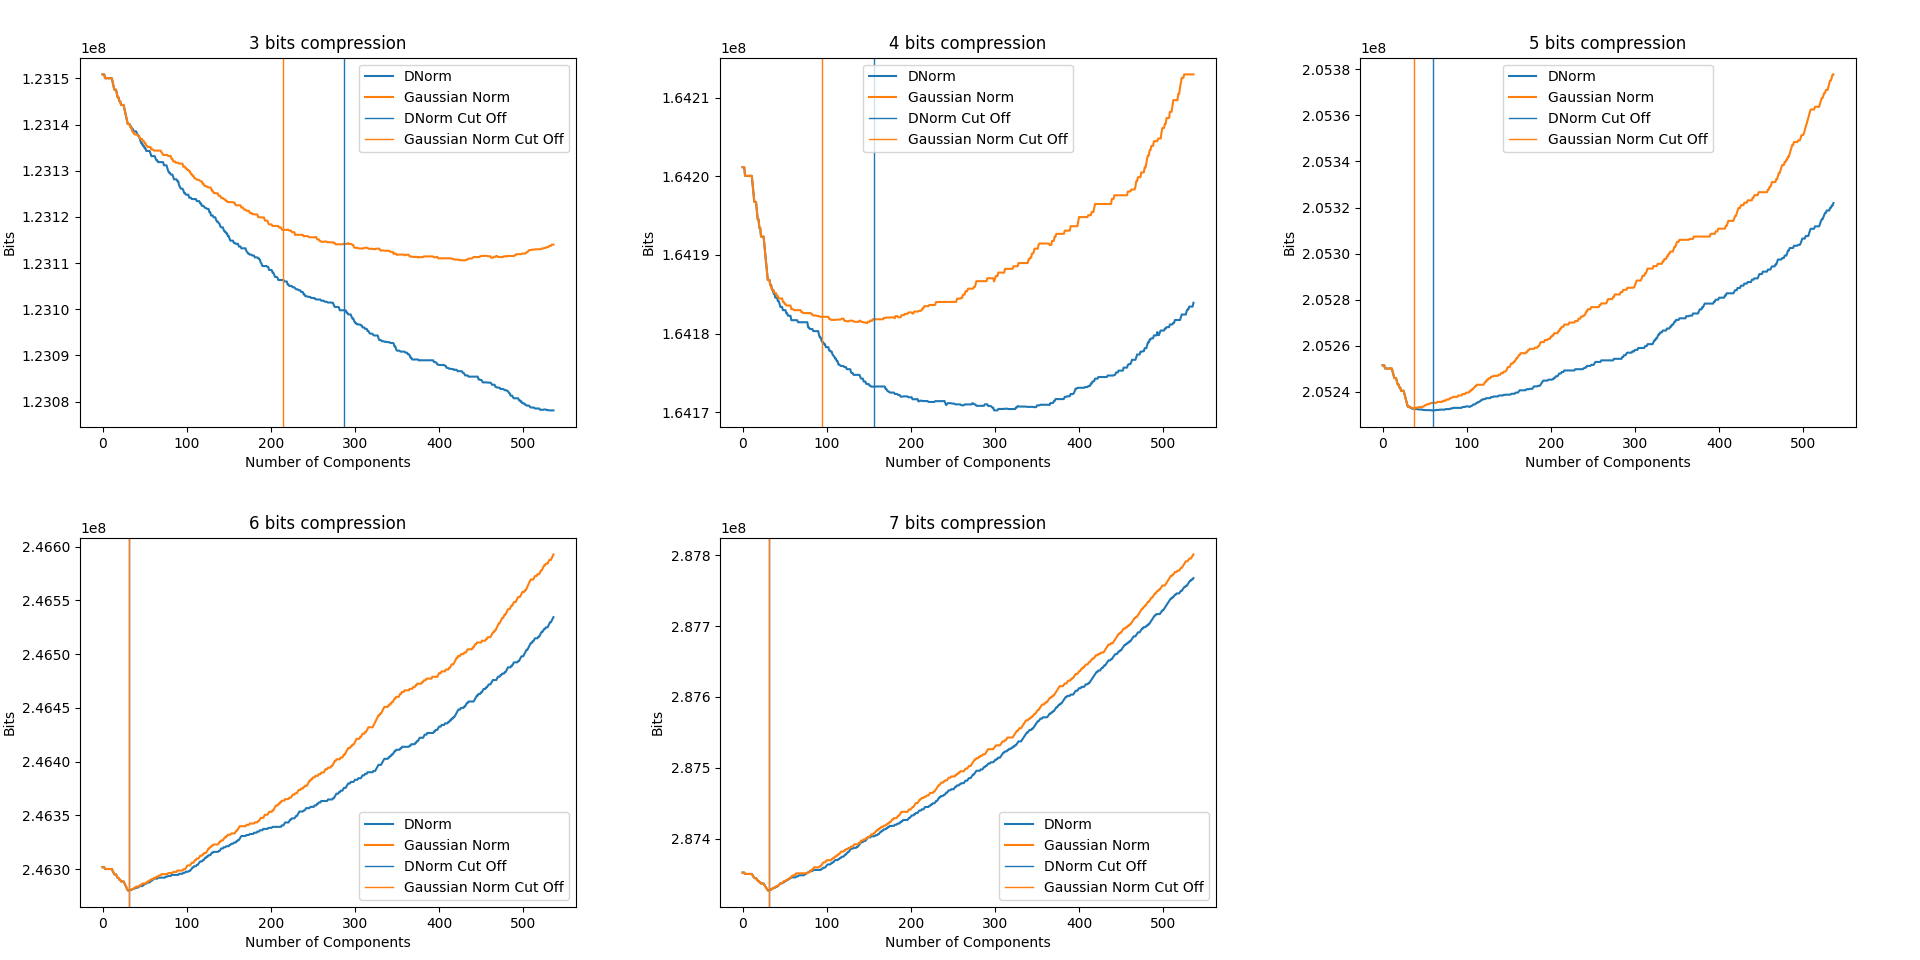 3 bits compression
1e8
1.2315
1.2314
1.2313
1.2312
1.2311
1.2310
1.2309
1.2308
Bits
0 100 200 300 400 500
Number of Components
DNorm
Gaussian Norm
DNorm Cut Off
Gaussian Norm Cut Off
4 bits compression
1e8
1.6421
1.6420
1.6419
1.6418
1.6417
Bits
0 100 200 300 400 500
Number of Components
DNorm
Gaussian Norm
DNorm Cut Off
Gaussian Norm Cut Off
5 bits compression
1e8
2.0538
2.0536
2.0534
2.0532
2.0530
2.0528
2.0526
2.0524
Bits
0 100 200 300 400 500
Number of Components
DNorm
Gaussian Norm
DNorm Cut Off
Gaussian Norm Cut Off
6 bits compression
1e8
2.4660
2.4655
2.4650
2.4645
2.4640
2.4635
2.4630
Bits
0 100 200 300 400 500
Number of Components
DNorm
Gaussian Norm
DNorm Cut Off
Gaussian Norm Cut Off
7 bits compression
1e8
2.878
2.877
2.876
2.875
2.874
Bits
0 100 200 300 400 500
Number of Components
DNorm
Gaussian Norm
DNorm Cut Off
Gaussian Norm Cut Off